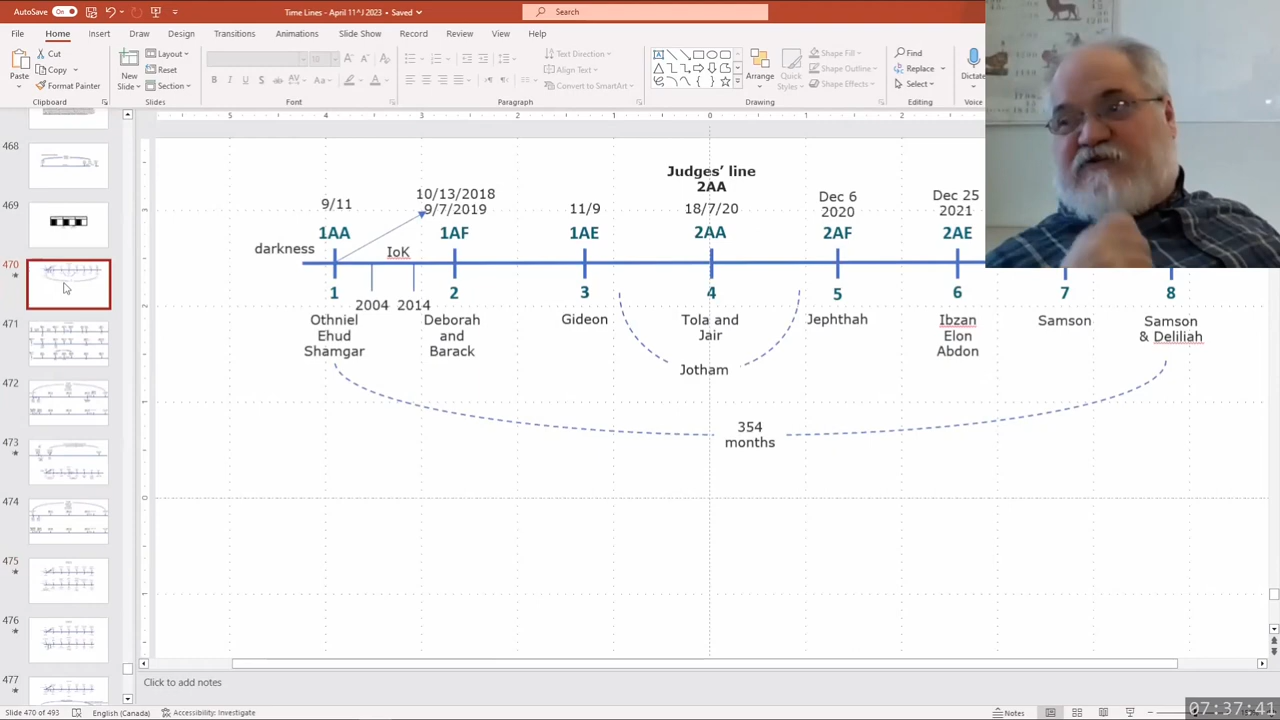 AutoSave On
Time Lines - April 11^J 2023 • Saved
Search
File Home Insert Draw Design Transitions Animations Slide Show Record Review View Help
Paste
Cut
Copy
Format Painter
Clipboard
New Slide
Layout
Reset
Section
Slides
Font
Text Direction
Align Text
Convert to SmartArt
Paragraph
Arrange
Quick Styles
Shape Fill
Shape Outline
Shape Effects
Drawing
Find
Replace
Select
Editing
Dictate
Voice
468
469
470
471
472
473
474
475
476
477
Judges’ line
2AA
9/11
10/13/2018
9/7/2019
11/9
18/7/20
Dec 6
2020
Dec 25
2021
1AA 1AF 1AE 2AA 2AF 2AE
darkness
IoK
1 2 3 4 5 6 7 8
2004 2014
Othniel
Ehud
Shamgar
Deborah
and
Barack
Gideon
Tola and
Jair
Jotham
Jephthah
Ibzan
Elon
Abdon
Samson
Samson
& Deliliah
354
months
Click to add notes
Slide 470 of 493 English (Canada) Accessibility: Investigate Notes
07:37:41